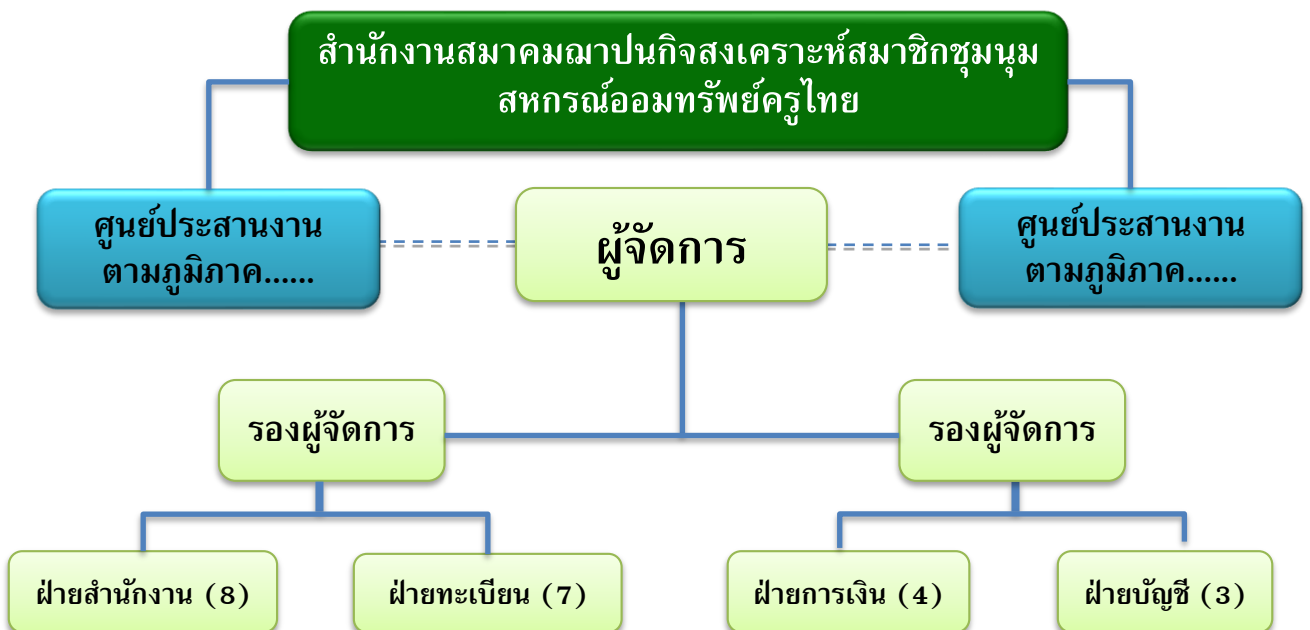 สำนักงานสมาคมฌาปนกิจสงเคราะห์สมาชิกชุมนุม
สหกรณ์ออมทรัพย์ครูไทย
ศูนย์ประสานงาน
ตามภูมิภาค......
ผู้จัดการ
ศูนย์ประสานงาน
ตามภูมิภาค......
รองผู้จัดการ
รองผู้จัดการ
ฝ่ายสำนักงาน (8)
ฝ่ายทะเบียน (7)
ฝ่ายการเงิน (4)
ฝ่ายบัญชี (3)